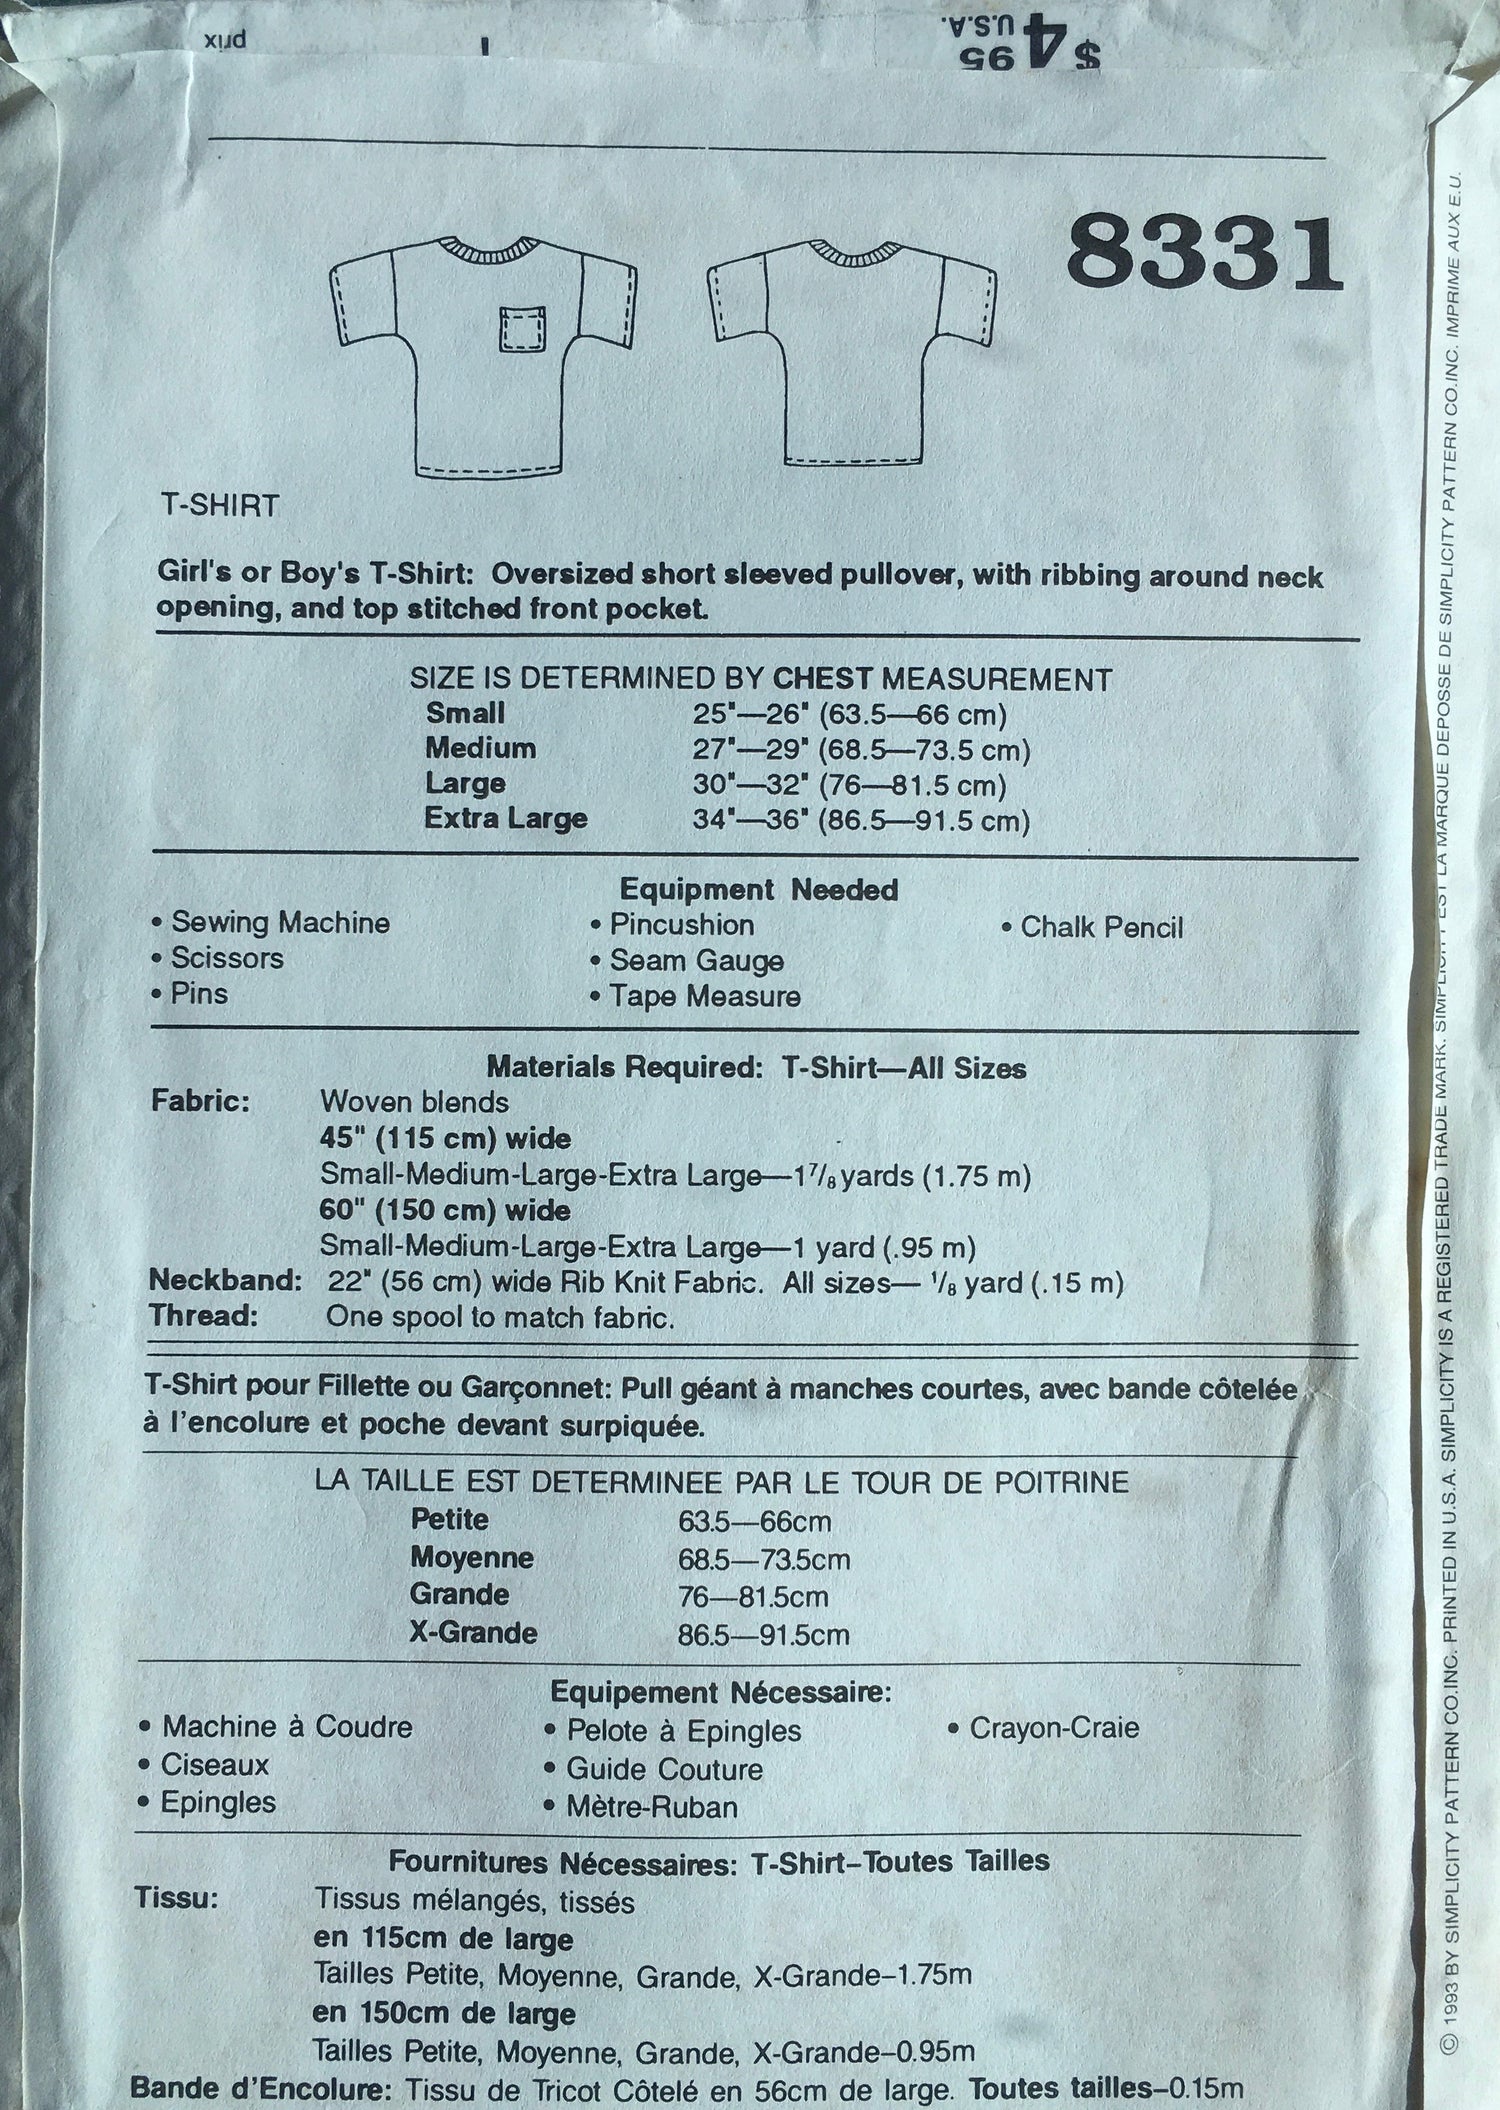 prix
$4 95
U.S.A.
8331
T-SHIRT
Girl's or Boy's T-Shirt: Oversized short sleeved pullover, with ribbing around neck
opening, and top stitched front pocket.
SIZE IS DETERMINED BY CHEST MEASUREMENT
Small 25"—26" (63.5—66 cm)
Medium 27"—29" (68.5—73.5 cm)
Large 30"—32" (76—81.5 cm)
Extra Large 34"—36" (86.5—91.5 cm)
Equipment Needed
• Sewing Machine • Pincushion • Chalk Pencil
• Scissors • Seam Gauge
• Pins • Tape Measure
Materials Required: T-Shirt—All Sizes
Fabric: Woven blends
45" (115 cm) wide
Small-Medium-Large-Extra Large—1⅞ yards (1.75 m)
60" (150 cm) wide
Small-Medium-Large-Extra Large—1 yard (.95 m)
Neckband: 22" (56 cm) wide Rib Knit Fabric. All sizes— ⅛ yard (.15 m)
Thread: One spool to match fabric.
T-Shirt pour Fillette ou Garçonnet: Pull géant à manches courtes, avec bande côtelée
à l'encolure et poche devant surpiquée.
LA TAILLE EST DETERMINEE PAR LE TOUR DE POITRINE
Petite 63.5—66cm
Moyenne 68.5—73.5cm
Grande 76—81.5cm
X-Grande 86.5—91.5cm
Equipement Nécessaire:
• Machine à Coudre • Pelote à Epingles • Crayon-Craie
• Ciseaux • Guide Couture
• Epingles • Mètre-Ruban
Fournitures Nécessaires: T-Shirt–Toutes Tailles
Tissu: Tissus mélangés, tissés
en 115cm de large
Tailles Petite, Moyenne, Grande, X-Grande–1.75m
en 150cm de large
Tailles Petite, Moyenne, Grande, X-Grande–0.95m
Bande d'Encolure: Tissu de Tricot Côtelé en 56cm de large. Toutes tailles–0.15m
© 1993 BY SIMPLICITY PATTERN CO.INC. PRINTED IN U.S.A. SIMPLICITY IS A REGISTERED TRADE MARK. SIMPLICITY EST LA MARQUE DEPOSSE DE SIMPLICITY PATTERN CO.INC. IMPRIME AUX E.U.